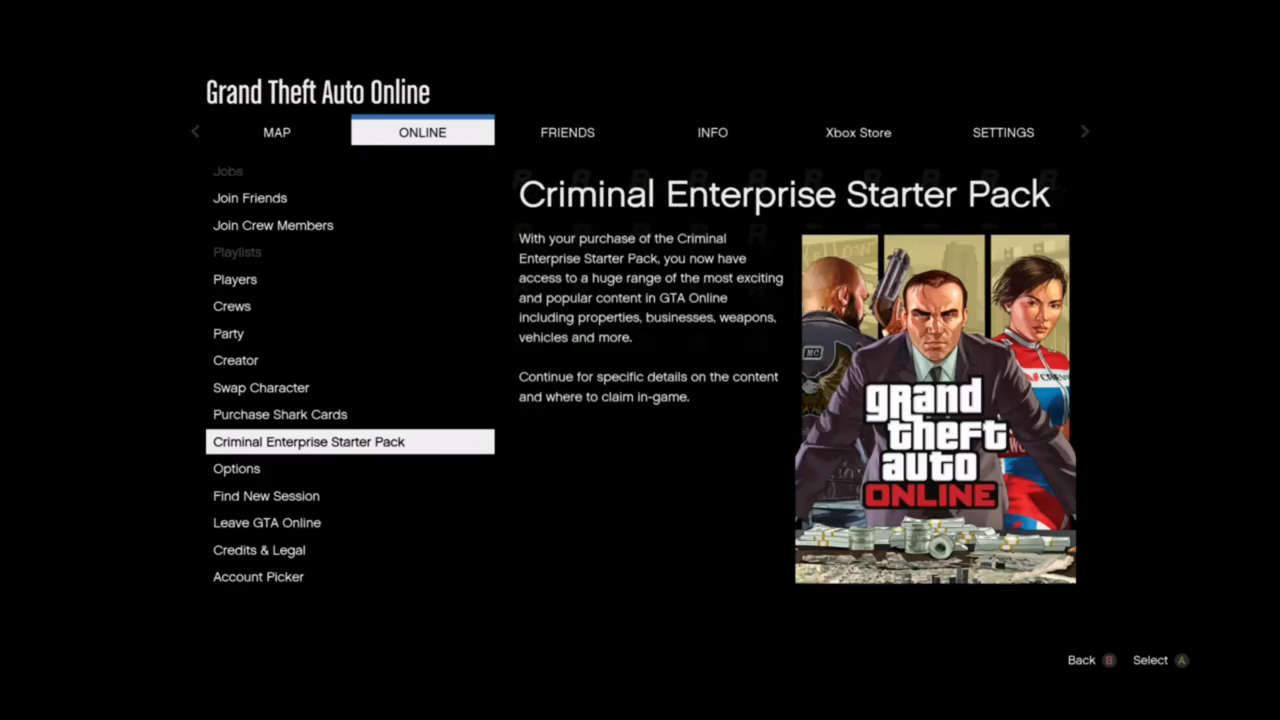 Grand Theft Auto Online
MAP
ONLINE
FRIENDS
INFO
Xbox Store
SETTINGS
Jobs
Join Friends
Join Crew Members
Playlists
Players
Crews
Party
Creator
Swap Character
Purchase Shark Cards
Criminal Enterprise Starter Pack
Options
Find New Session
Leave GTA Online
Credits & Legal
Account Picker
Criminal Enterprise Starter Pack
With your purchase of the Criminal
Enterprise Starter Pack, you now have
access to a huge range of the most exciting
and popular content in GTA Online
including properties, businesses, weapons,
vehicles and more.
Continue for specific details on the content
and where to claim in-game.
MC
grand
theft
auto
ONLINE
Back B
Select A